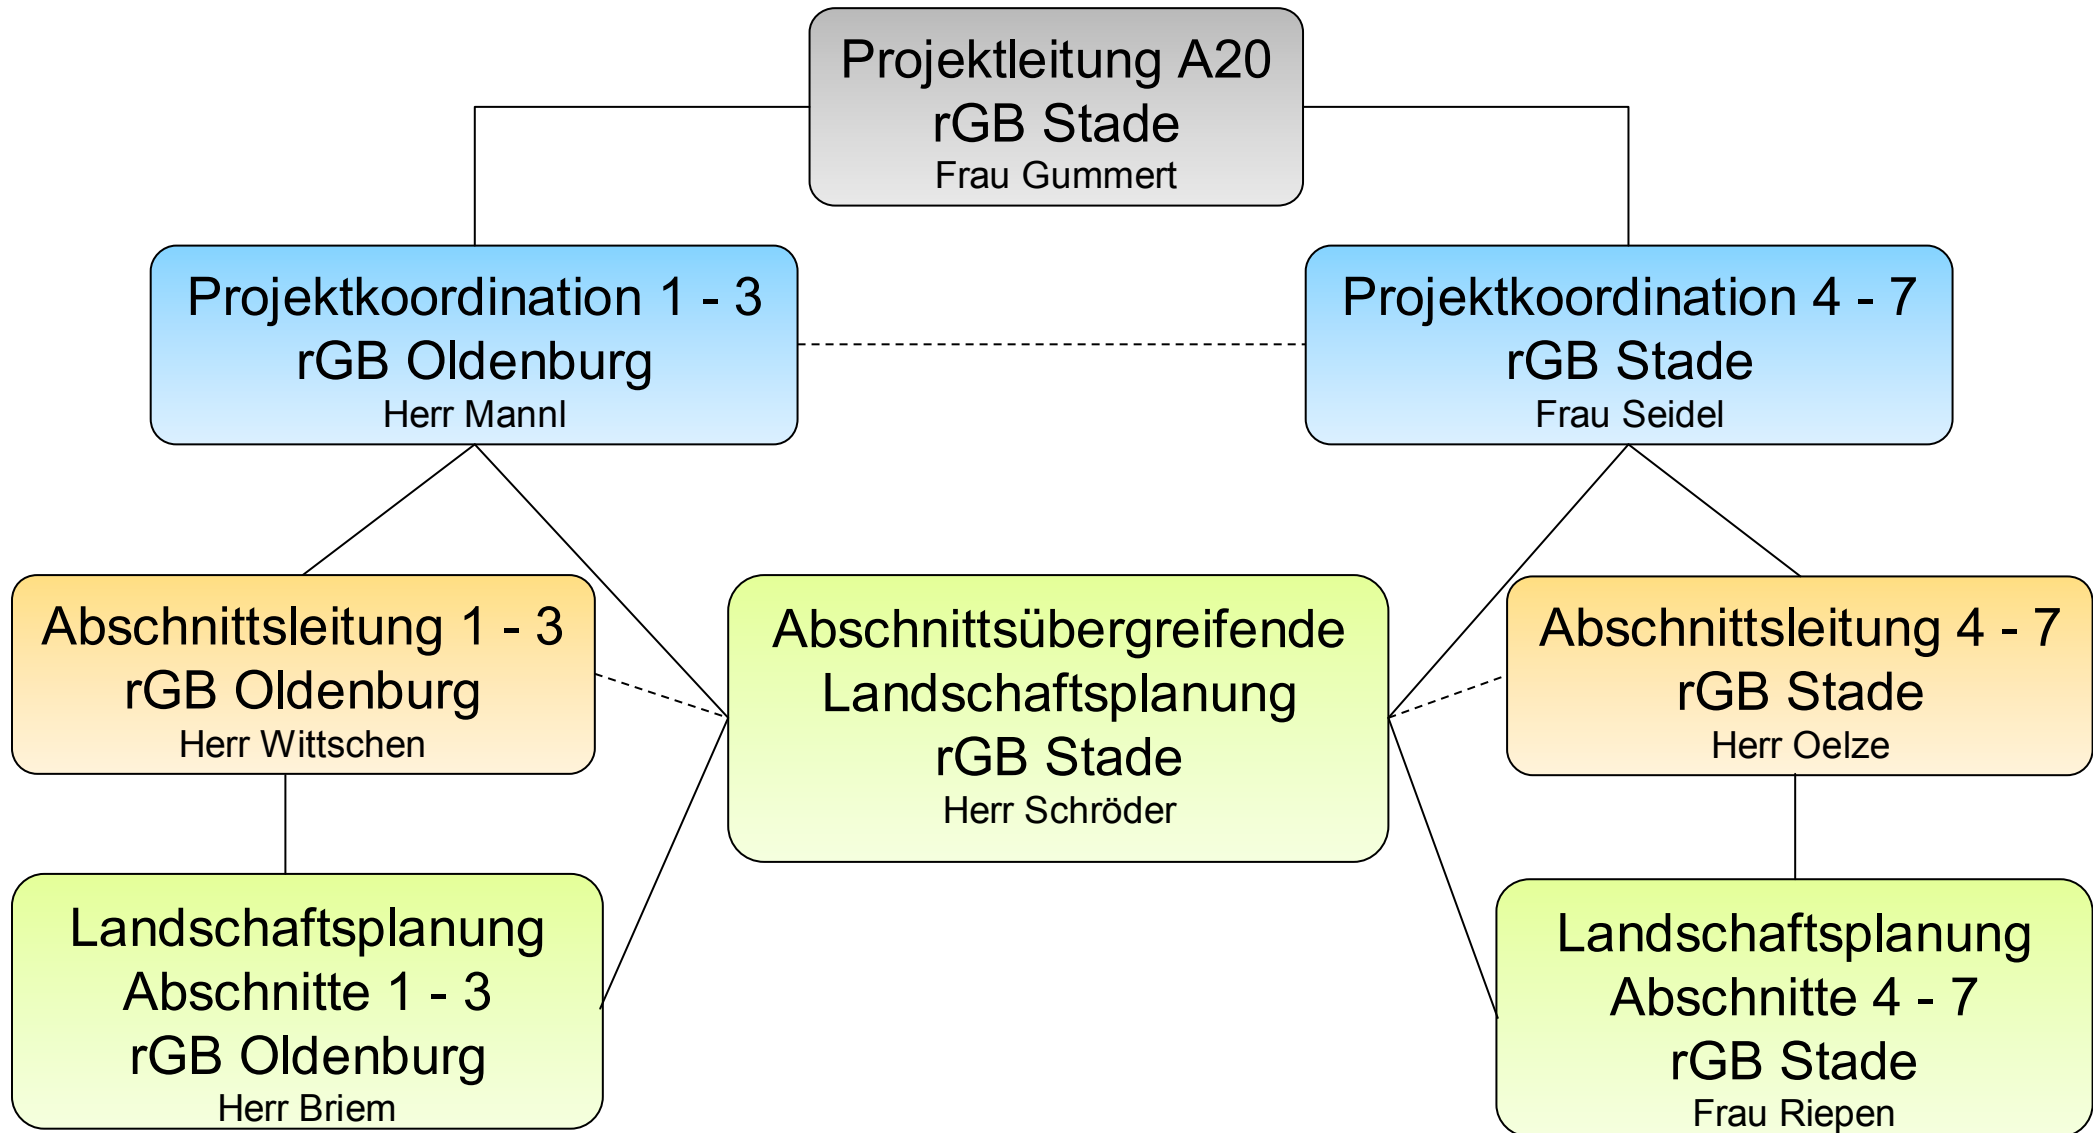 Projektleitung A20
rGB Stade
Frau Gummert
Projektkoordination 1 - 3
rGB Oldenburg
Herr Mannl
Projektkoordination 4 - 7
rGB Stade
Frau Seidel
Abschnittsleitung 1 - 3
rGB Oldenburg
Herr Wittschen
Abschnittsübergreifende
Landschaftsplanung
rGB Stade
Herr Schröder
Abschnittsleitung 4 - 7
rGB Stade
Herr Oelze
Landschaftsplanung
Abschnitte 1 - 3
rGB Oldenburg
Herr Briem
Landschaftsplanung
Abschnitte 4 - 7
rGB Stade
Frau Riepen